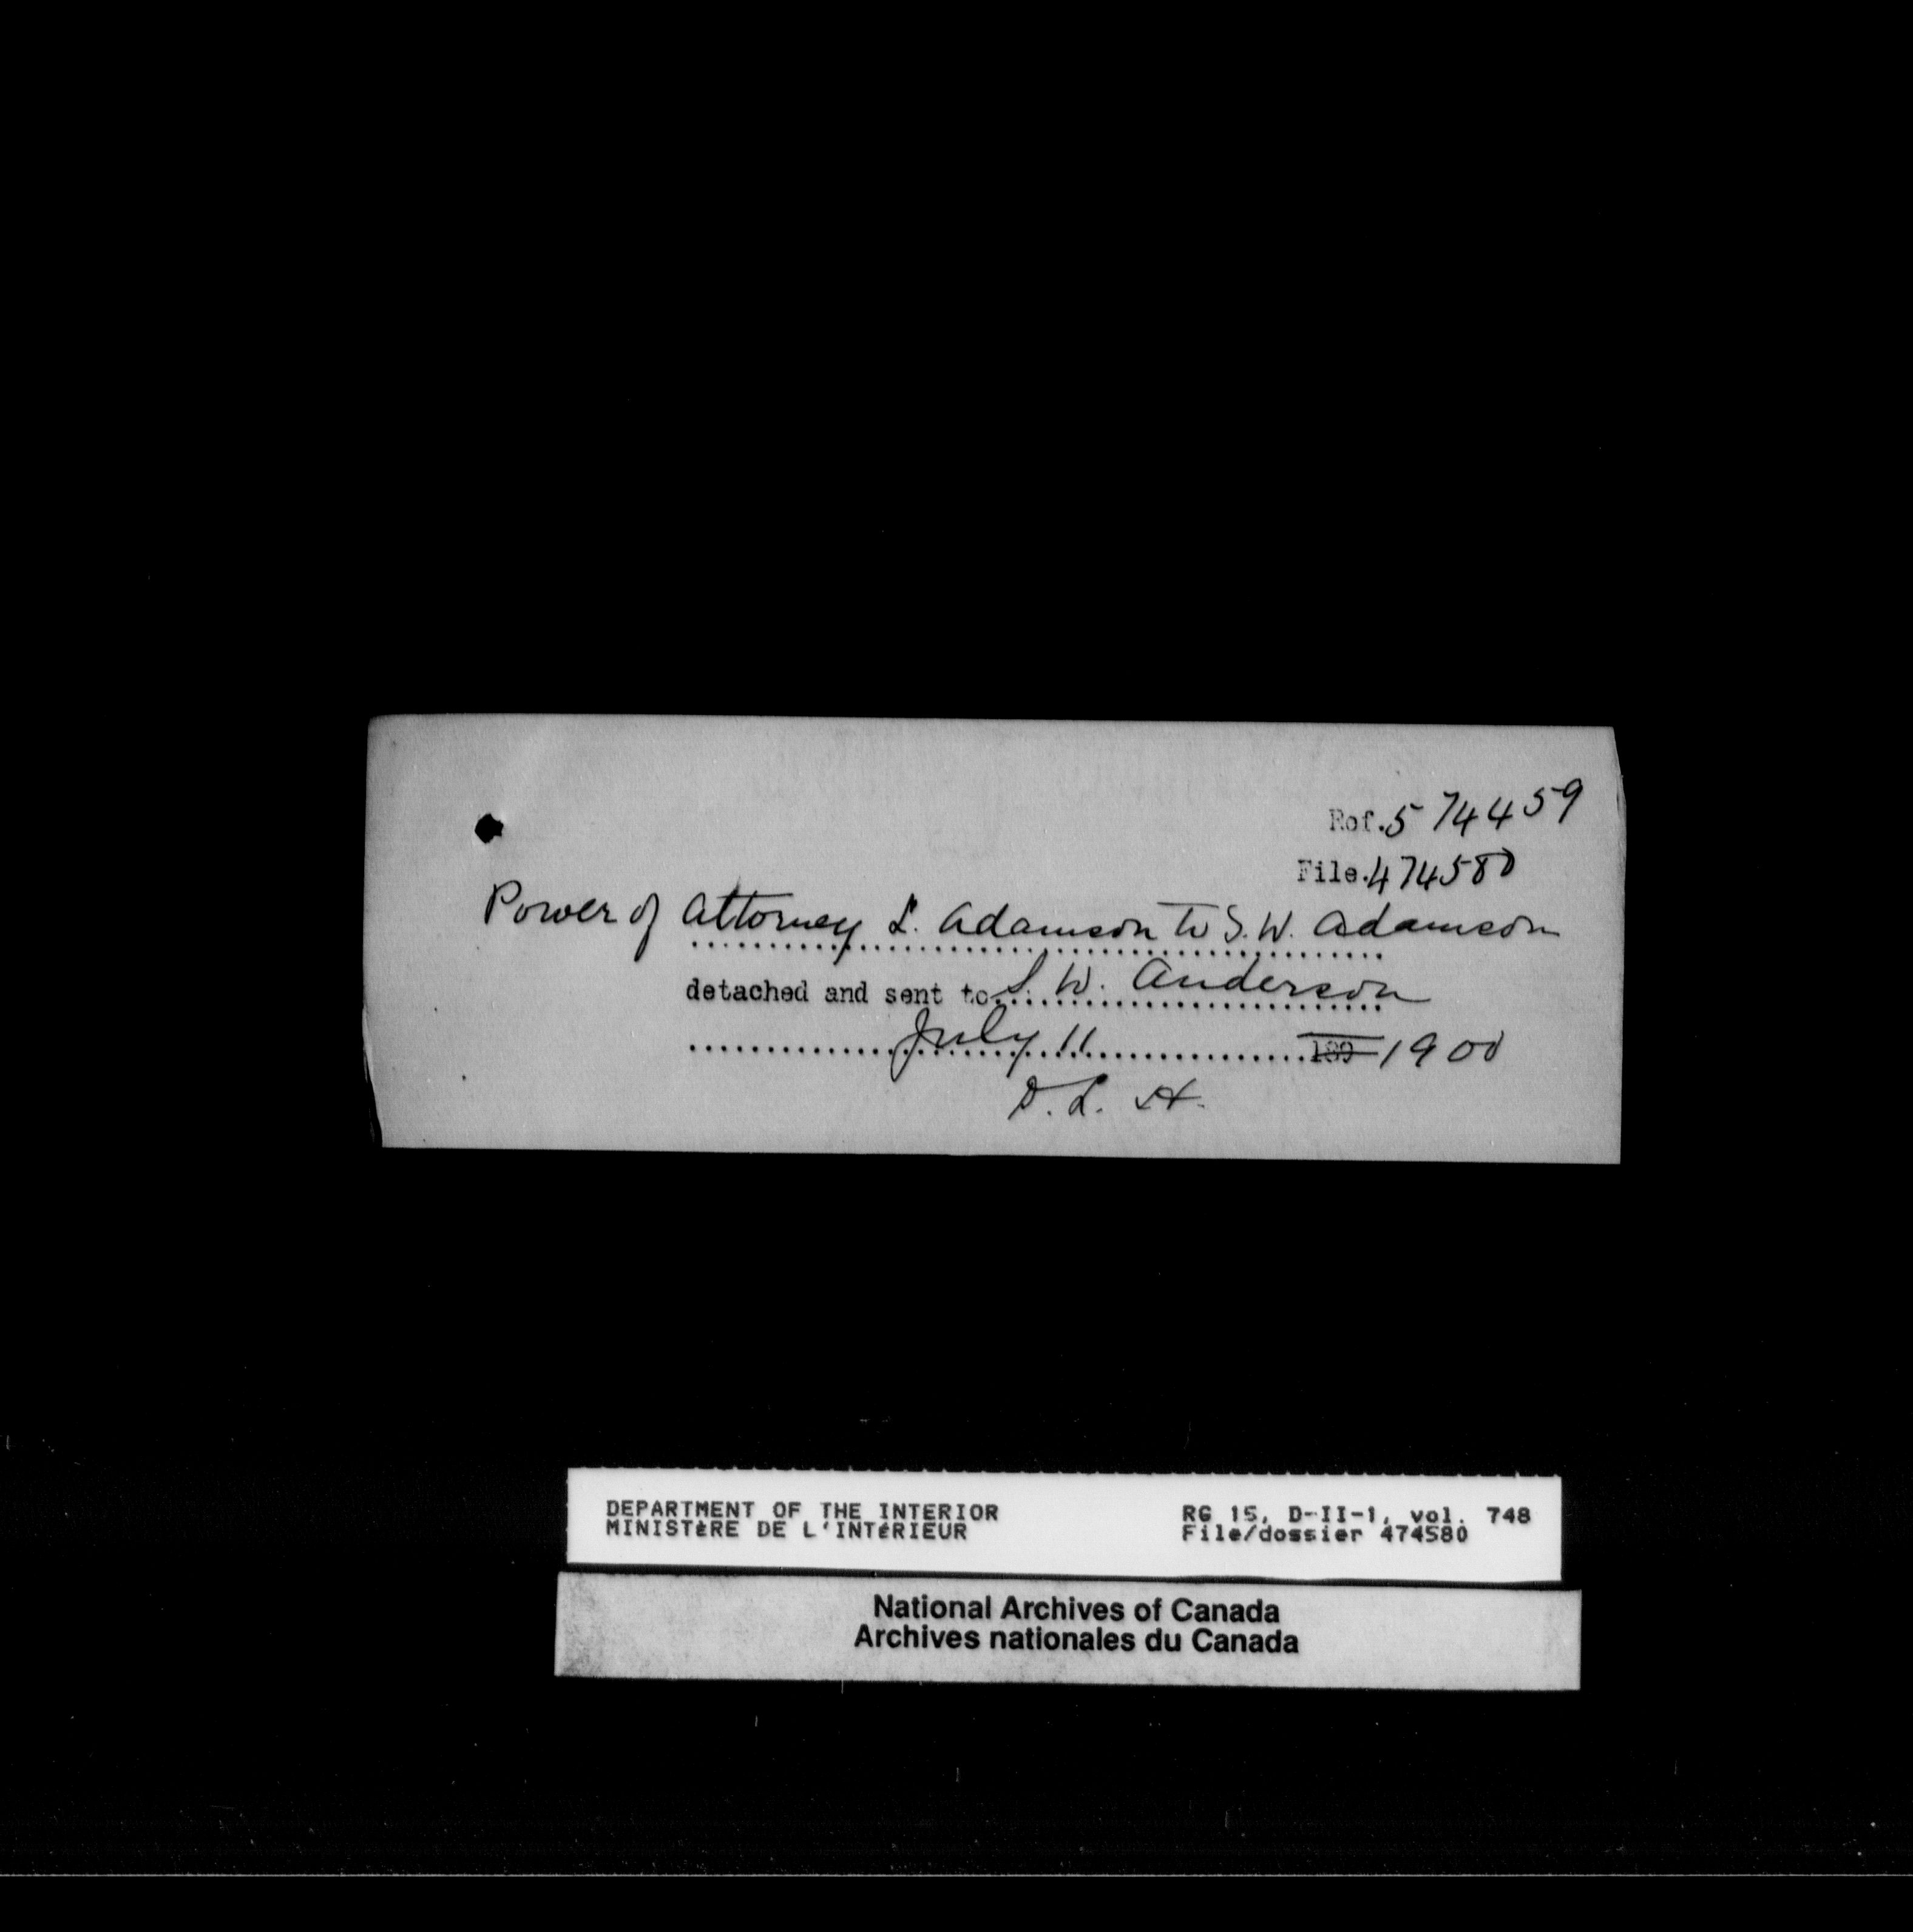 Ref. 574459
File. 474580
Power of Attorney L. Adamson to S.W. Adamson
detached and sent to S. W. Anderson
July 11 189 1900
D. L. H.
DEPARTMENT OF THE INTERIOR
MINISTèRE DE L'INTéRIEUR
RG 15, D-II-1, vol. 748
File/dossier 474580
National Archives of Canada
Archives nationales du Canada